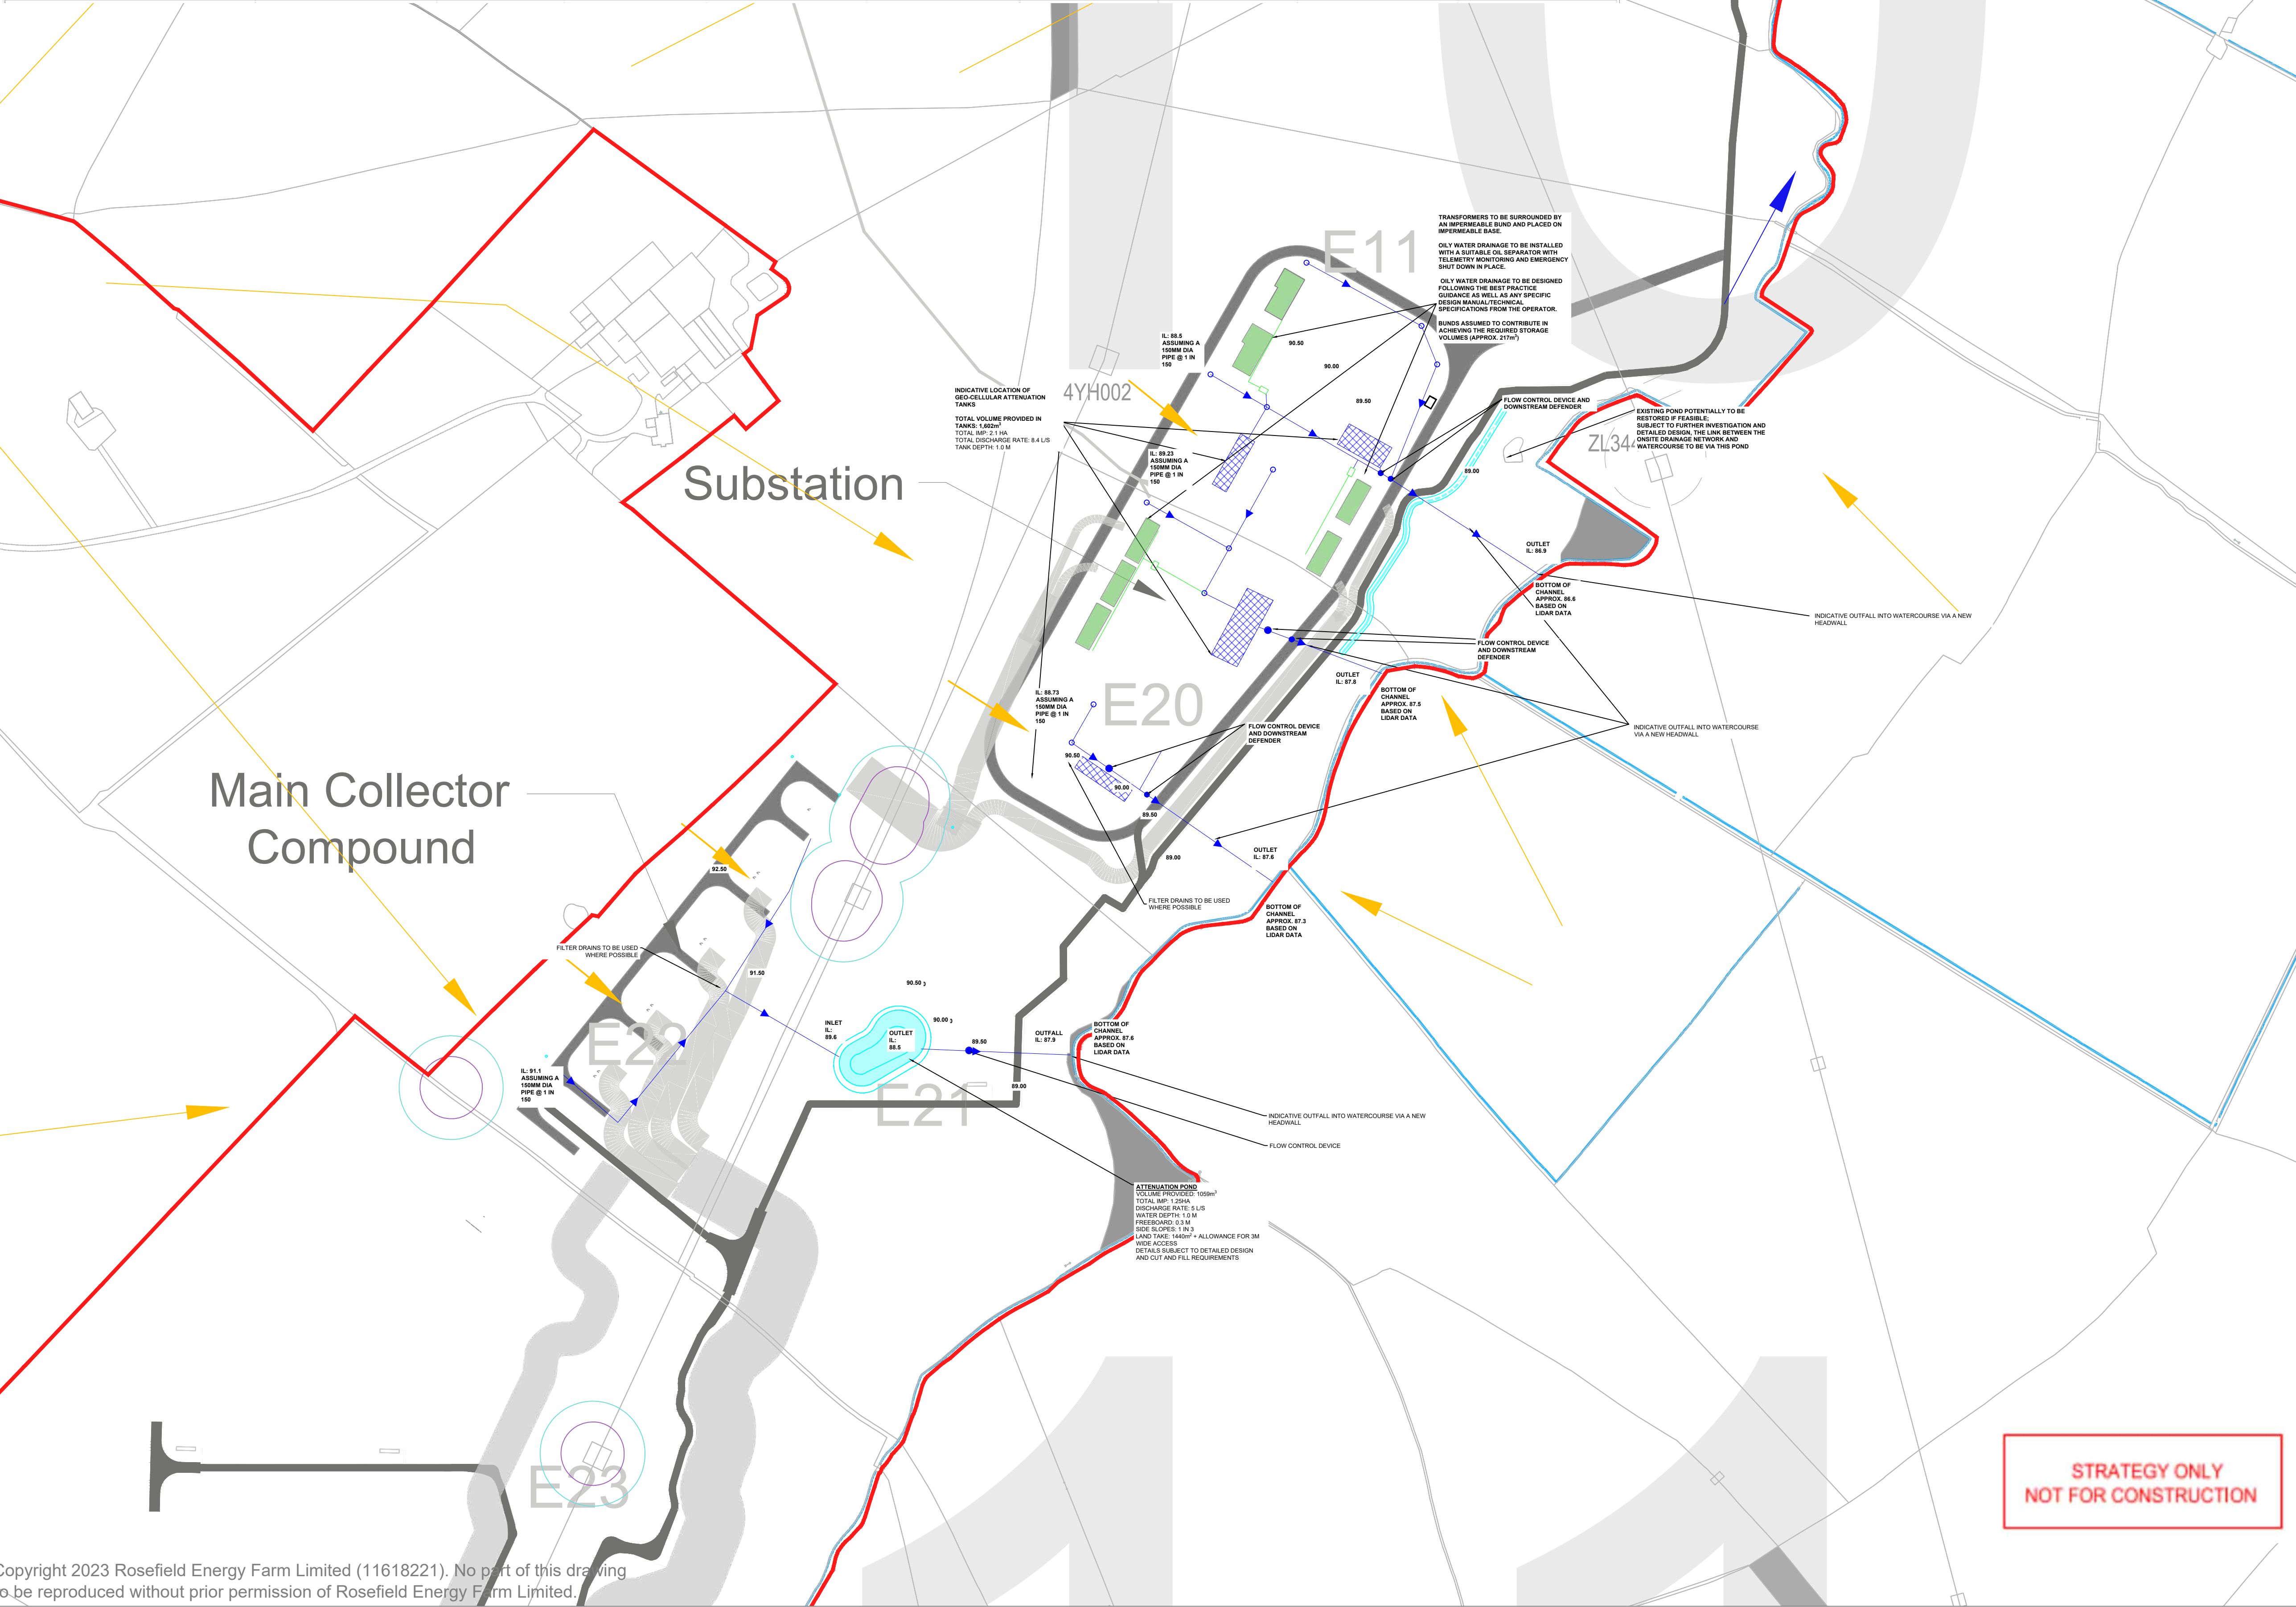 TRANSFORMERS TO BE SURROUNDED BY
AN IMPERMEABLE BUND AND PLACED ON
IMPERMEABLE BASE.
OILY WATER DRAINAGE TO BE INSTALLED
WITH A SUITABLE OIL SEPARATOR WITH
TELEMETRY MONITORING AND EMERGENCY
SHUT DOWN IN PLACE.
OILY WATER DRAINAGE TO BE DESIGNED
FOLLOWING THE BEST PRACTICE
GUIDANCE AS WELL AS ANY SPECIFIC
DESIGN MANUAL/TECHNICAL
SPECIFICATIONS FROM THE OPERATOR.
BUNDS ASSUMED TO CONTRIBUTE IN
ACHIEVING THE REQUIRED STORAGE
VOLUMES (APPROX. 217m³)
E11
IL: 88.5
ASSUMING A
150MM DIA
PIPE @ 1 IN
150
90.50
90.00
89.50
4YH002
INDICATIVE LOCATION OF
GEO-CELLULAR ATTENUATION
TANKS
TOTAL VOLUME PROVIDED IN
TANKS: 1,602m³
TOTAL IMP: 2.1 HA
TOTAL DISCHARGE RATE: 8.4 L/S
TANK DEPTH: 1.0 M
FLOW CONTROL DEVICE AND
DOWNSTREAM DEFENDER
EXISTING POND POTENTIALLY TO BE
RESTORED IF FEASIBLE;
SUBJECT TO FURTHER INVESTIGATION AND
DETAILED DESIGN, THE LINK BETWEEN THE
ONSITE DRAINAGE NETWORK AND
WATERCOURSE TO BE VIA THIS POND
ZL344
IL: 89.23
ASSUMING A
150MM DIA
PIPE @ 1 IN
150
89.00
Substation
OUTLET
IL: 86.9
BOTTOM OF
CHANNEL
APPROX. 86.6
BASED ON
LIDAR DATA
INDICATIVE OUTFALL INTO WATERCOURSE VIA A NEW
HEADWALL
FLOW CONTROL DEVICE
AND DOWNSTREAM
DEFENDER
OUTLET
IL: 87.8
BOTTOM OF
CHANNEL
APPROX. 87.5
BASED ON
LIDAR DATA
IL: 88.73
ASSUMING A
150MM DIA
PIPE @ 1 IN
150
E20
FLOW CONTROL DEVICE
AND DOWNSTREAM
DEFENDER
INDICATIVE OUTFALL INTO WATERCOURSE
VIA A NEW HEADWALL
90.50
90.00
89.50
Main Collector
Compound
OUTLET
IL: 87.6
89.00
92.50
FILTER DRAINS TO BE USED
WHERE POSSIBLE
BOTTOM OF
CHANNEL
APPROX. 87.3
BASED ON
LIDAR DATA
FILTER DRAINS TO BE USED
WHERE POSSIBLE
91.50
90.50
90.00
INLET
IL:
89.6
OUTLET
IL:
88.5
89.50
OUTFALL
IL: 87.9
BOTTOM OF
CHANNEL
APPROX. 87.6
BASED ON
LIDAR DATA
E22
IL: 91.1
ASSUMING A
150MM DIA
PIPE @ 1 IN
150
89.00
E21
INDICATIVE OUTFALL INTO WATERCOURSE VIA A NEW
HEADWALL
FLOW CONTROL DEVICE
ATTENUATION POND
VOLUME PROVIDED: 1059m³
TOTAL IMP: 1.25HA
DISCHARGE RATE: 5 L/S
WATER DEPTH: 1.0 M
FREEBOARD: 0.3 M
SIDE SLOPES: 1 IN 3
LAND TAKE: 1440m² + ALLOWANCE FOR 3M
WIDE ACCESS
DETAILS SUBJECT TO DETAILED DESIGN
AND CUT AND FILL REQUIREMENTS
E23
STRATEGY ONLY
NOT FOR CONSTRUCTION
Copyright 2023 Rosefield Energy Farm Limited (11618221). No part of this drawing
to be reproduced without prior permission of Rosefield Energy Farm Limited.